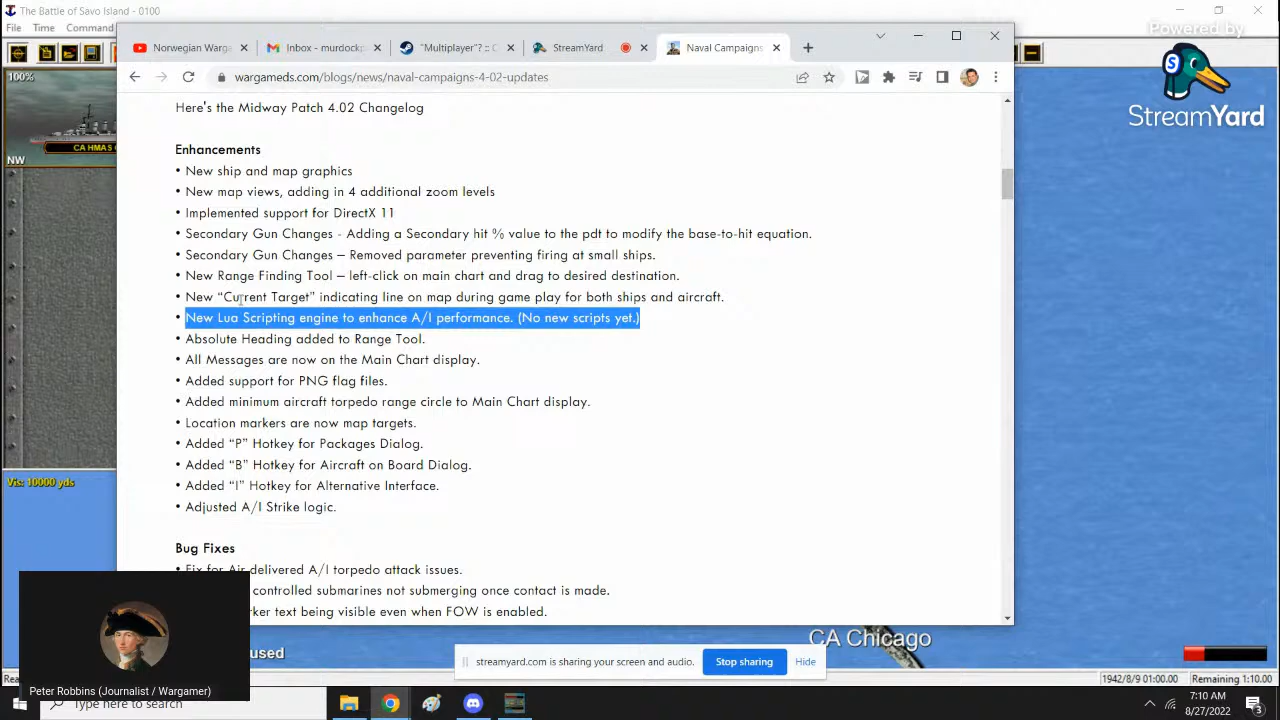 The Battle of Savo Island - 0100
File Time Command
Powered by
StreamYard
Norwegian Warga
Inbox - murdockp
"Multiplayer S
StreamYard
Naval Campaigns
wargameds.com/blogs/news/naval-campaigns-4-02-updates
100%
CA HMAS
NW
Here's the Midway Patch 4.02 Changelog
Enhancements
• New ship and map graphics
• New map views, adding in 4 additional zoom levels
• Implemented support for DirectX 11
• Secondary Gun Changes - Adding a Secondary hit % value to the pdt to modify the base-to-hit equation.
• Secondary Gun Changes – Removed parameter preventing firing at small ships.
• New Range Finding Tool – left-click on main chart and drag to desired destination.
• New "Current Target" indicating line on map during game play for both ships and aircraft.
• New Lua Scripting engine to enhance A/I performance. (No new scripts yet.)
• Absolute Heading added to Range Tool.
• All Messages are now on the Main Chart display.
• Added support for PNG flag files.
• Added minimum aircraft torpedo range circle to Main Chart display.
• Location markers are now map targets.
• Added "P" Hotkey for Packages Dialog.
• Added "B" Hotkey for Aircraft on Board Dialog.
• Added "I" Hotkey for Alternative Interface.
• Adjusted A/I Strike logic.
Vis: 10000 yds
Bug Fixes
• Fix for Air delivered A/I torpedo attack issues.
controlled submarines not submerging once contact is made.
rker text being visible even when FOW is enabled.
CA Chicago
used
myard.com is sharing your screen and audio.
Stop sharing
Hide
Rea
1942/8/9 01:00.00
Remaining 1:10.00
Peter Robbins (Journalist / Wargamer)
Type here to search
7:10 AM
8/27/2022
3